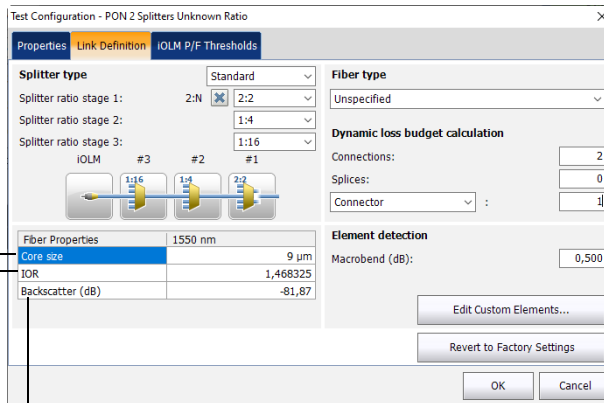 Test Configuration - PON 2 Splitters Unknown Ratio
Properties Link Definition iOLM P/F Thresholds
Splitter type Standard
Splitter ratio stage 1: 2:N 2:2
Splitter ratio stage 2: 1:4
Splitter ratio stage 3: 1:16
iOLM #3 #2 #1
1:16 1:4 2:2
Fiber Properties 1550 nm
Core size 9 µm
IOR 1,468325
Backscatter (dB) -81,87
Fiber type
Unspecified
Dynamic loss budget calculation
Connections: 2
Splices: 0
Connector : 1
Element detection
Macrobend (dB): 0,500
Edit Custom Elements...
Revert to Factory Settings
OK Cancel